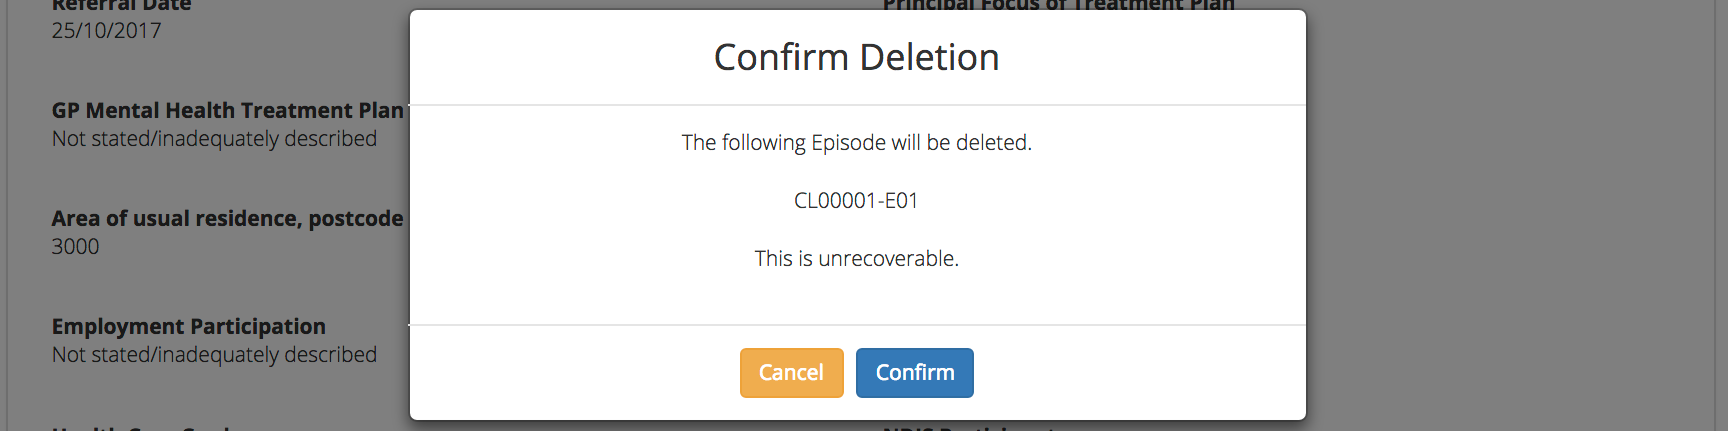 Referral Date
25/10/2017
GP Mental Health Treatment Plan
Not stated/inadequately described
Area of usual residence, postcode
3000
Employment Participation
Not stated/inadequately described
Principal Focus of Treatment Plan
Confirm Deletion
The following Episode will be deleted.
CL00001-E01
This is unrecoverable.
Cancel
Confirm